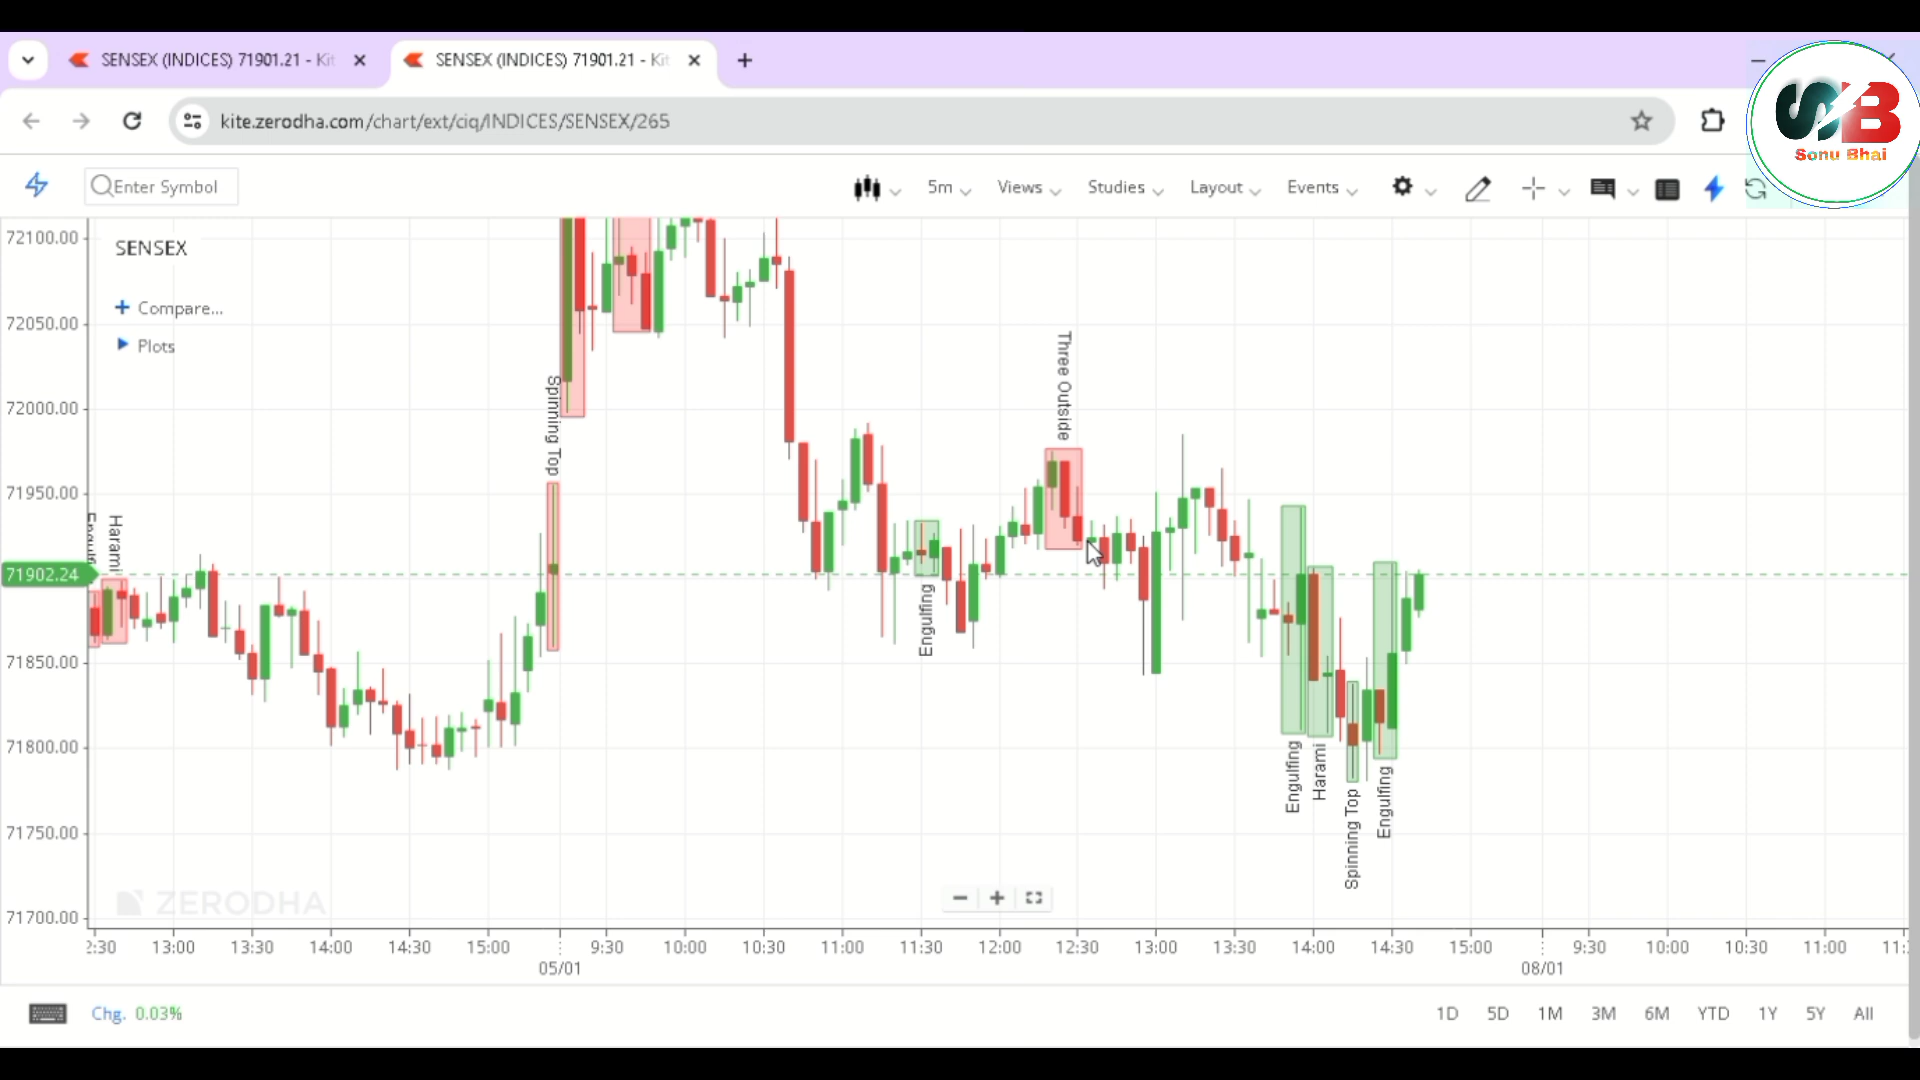 SENSEX (INDICES) 71901.21 - Kit
SENSEX (INDICES) 71901.21 - Kit
kite.zerodha.com/chart/ext/ciq/INDICES/SENSEX/265
SB
Sonu Bhai
Enter Symbol
5m
Views
Studies
Layout
Events
SENSEX
+ Compare...
Plots
72100.00
72050.00
72000.00
71950.00
71902.24
71850.00
71800.00
71750.00
71700.00
Harami
Spinning Top
Engulfing
Three Outside
Engulfing
Harami
Spinning Top
Engulfing
ZERODHA
13:00 13:30 14:00 14:30 15:00 9:30 10:00 10:30 11:00 11:30 12:00 12:30 13:00 13:30 14:00 14:30 15:00 9:30 10:00 10:30 11:00
05/01 08/01
Chg. 0.03%
1D 5D 1M 3M 6M YTD 1Y 5Y All